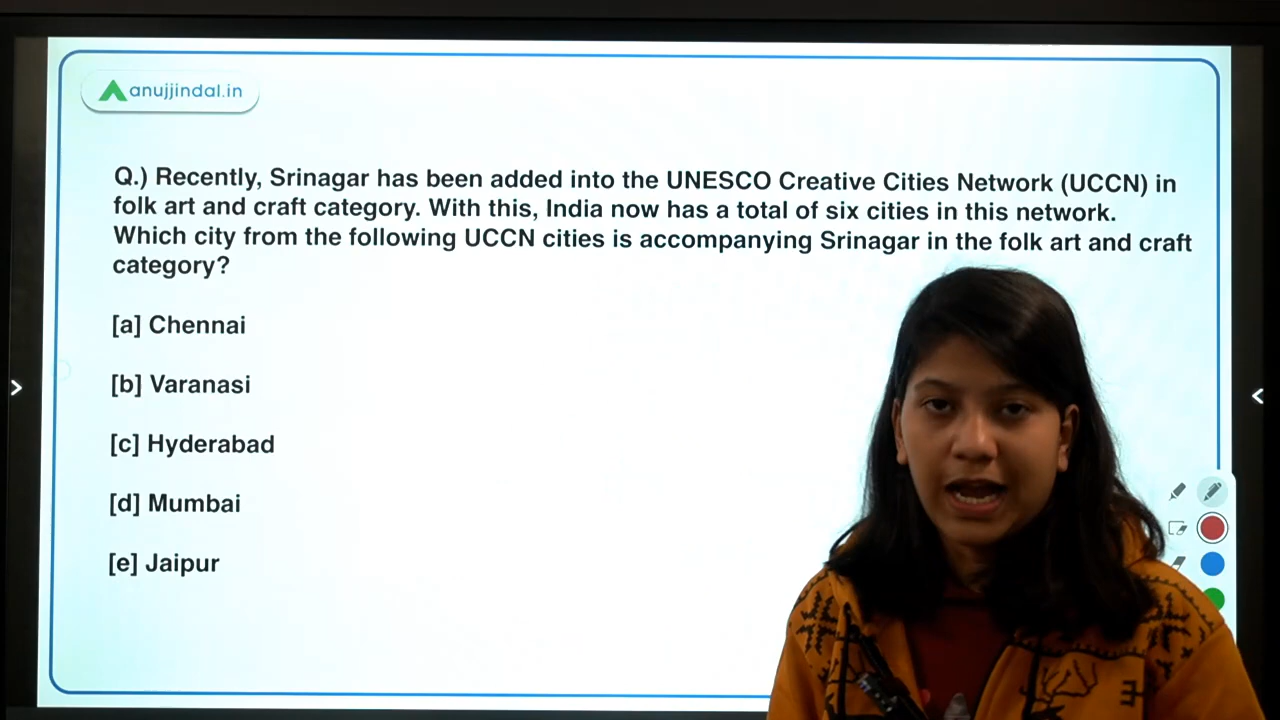 anujjindal.in
Q.) Recently, Srinagar has been added into the UNESCO Creative Cities Network (UCCN) in
folk art and craft category. With this, India now has a total of six cities in this network.
Which city from the following UCCN cities is accompanying Srinagar in the folk art and craft
category?
[a] Chennai
[b] Varanasi
[c] Hyderabad
[d] Mumbai
[e] Jaipur